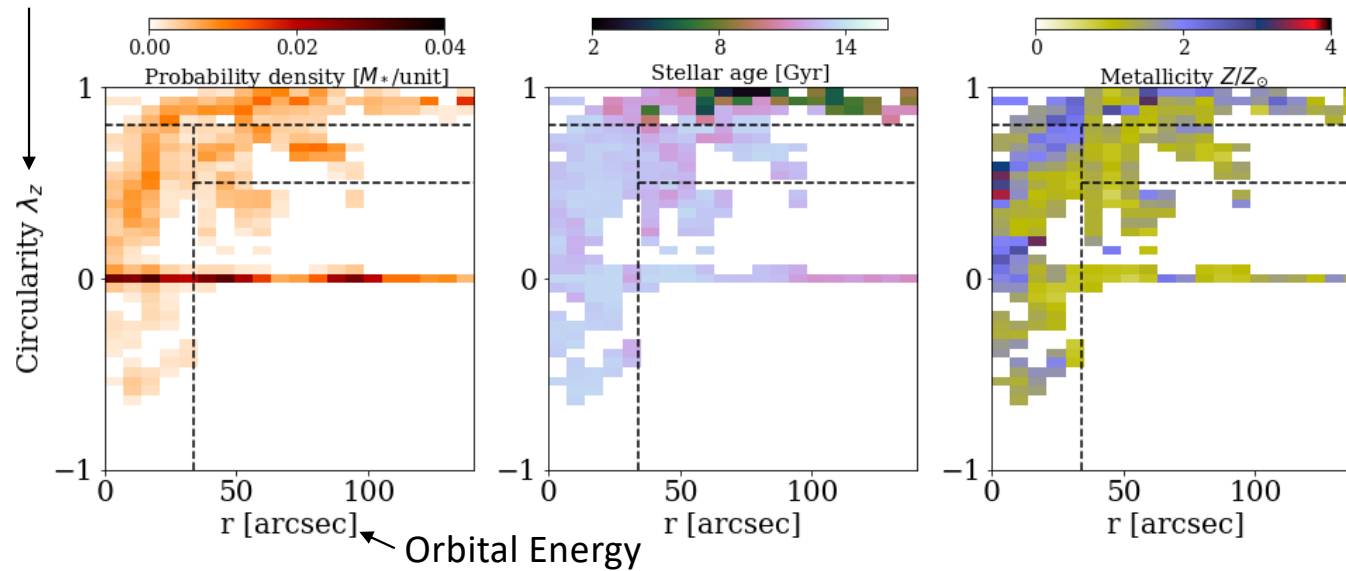 0.00 0.02 0.04
Probability density [M*/unit]
2 8 14
Stellar age [Gyr]
0 2 4
Metallicity Z/Z⊙
Circularity λz
1
0
−1
0 50 100
r [arcsec]
1
0
−1
0 50 100
r [arcsec]
1
0
−1
0 50 100
r [arcsec]
Orbital Energy